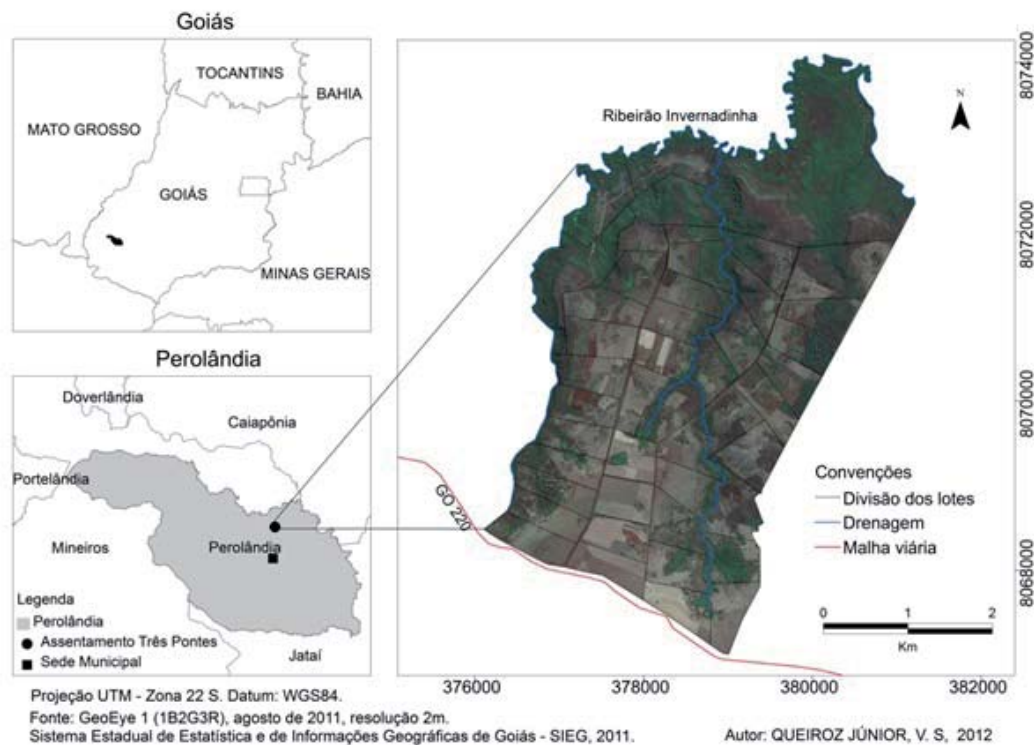 Goiás
TOCANTINS
BAHIA
MATO GROSSO
GOIÁS
MINAS GERAIS
Perolândia
Doverlândia
Caiapônia
Portelândia
Mineiros
Perolândia
Jataí
Legenda
Perolândia
Assentamento Três Pontes
Sede Municipal
Ribeirão Invernadinha
N
GO 220
Convenções
Divisão dos lotes
Drenagem
Malha viária
0 1 2
Km
8074000
8072000
8070000
8068000
376000 378000 380000 382000
Projeção UTM - Zona 22 S. Datum: WGS84.
Fonte: GeoEye 1 (1B2G3R), agosto de 2011, resolução 2m.
Sistema Estadual de Estatística e de Informações Geográficas de Goiás - SIEG, 2011.
Autor: QUEIROZ JÚNIOR, V. S, 2012